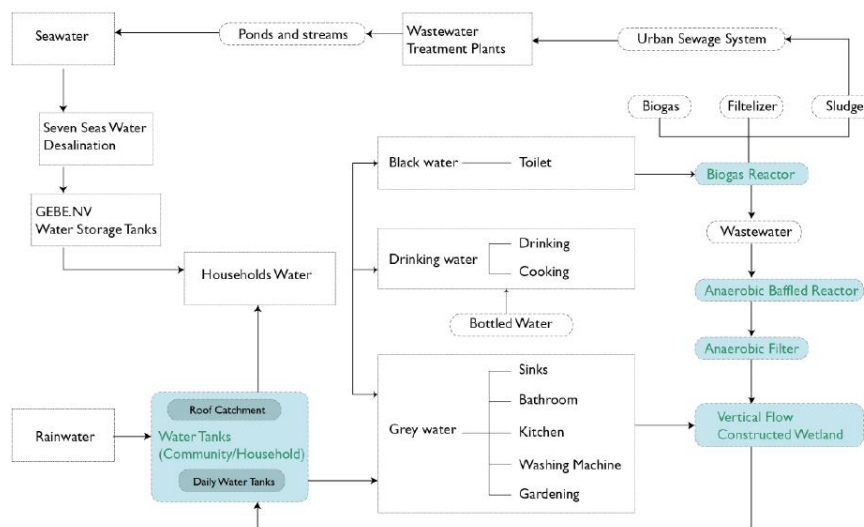 Seawater
Ponds and streams
Wastewater
Treatment Plants
Urban Sewage System
Biogas
Filtelizer
Sludge
Seven Seas Water
Desalination
Black water
Toilet
Biogas Reactor
GEBE.NV
Water Storage Tanks
Wastewater
Households Water
Drinking water
Drinking
Cooking
Anaerobic Baffled Reactor
Bottled Water
Anaerobic Filter
Rainwater
Roof Catchment
Water Tanks
(Community/Household)
Daily Water Tanks
Grey water
Sinks
Bathroom
Kitchen
Washing Machine
Gardening
Vertical Flow
Constructed Wetland